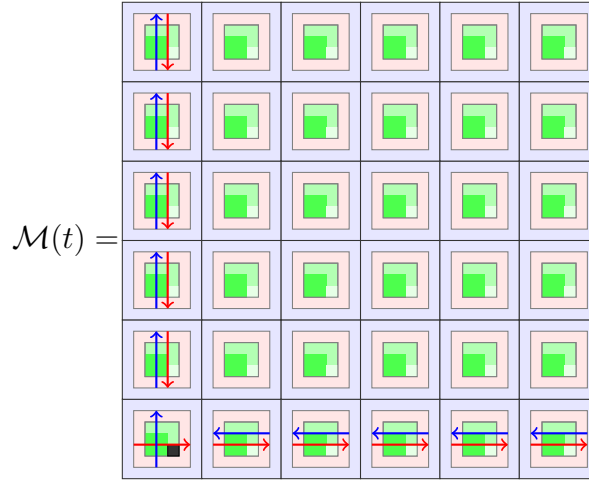 ℳ(t) =